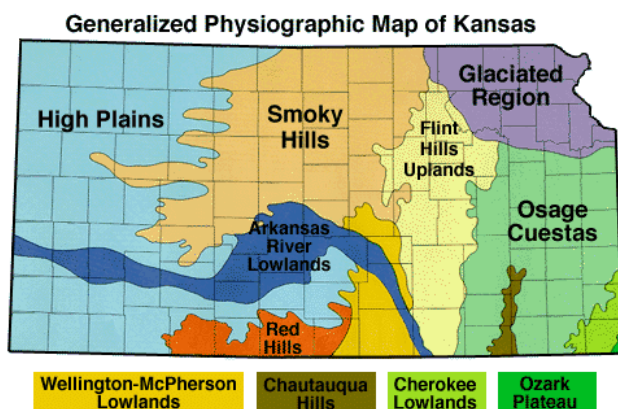 Generalized Physiographic Map of Kansas
High Plains
Smoky
Hills
Glaciated
Region
Flint
Hills
Uplands
Osage
Cuestas
Arkansas
River
Lowlands
Red
Hills
Wellington-McPherson
Lowlands
Chautauqua
Hills
Cherokee
Lowlands
Ozark
Plateau